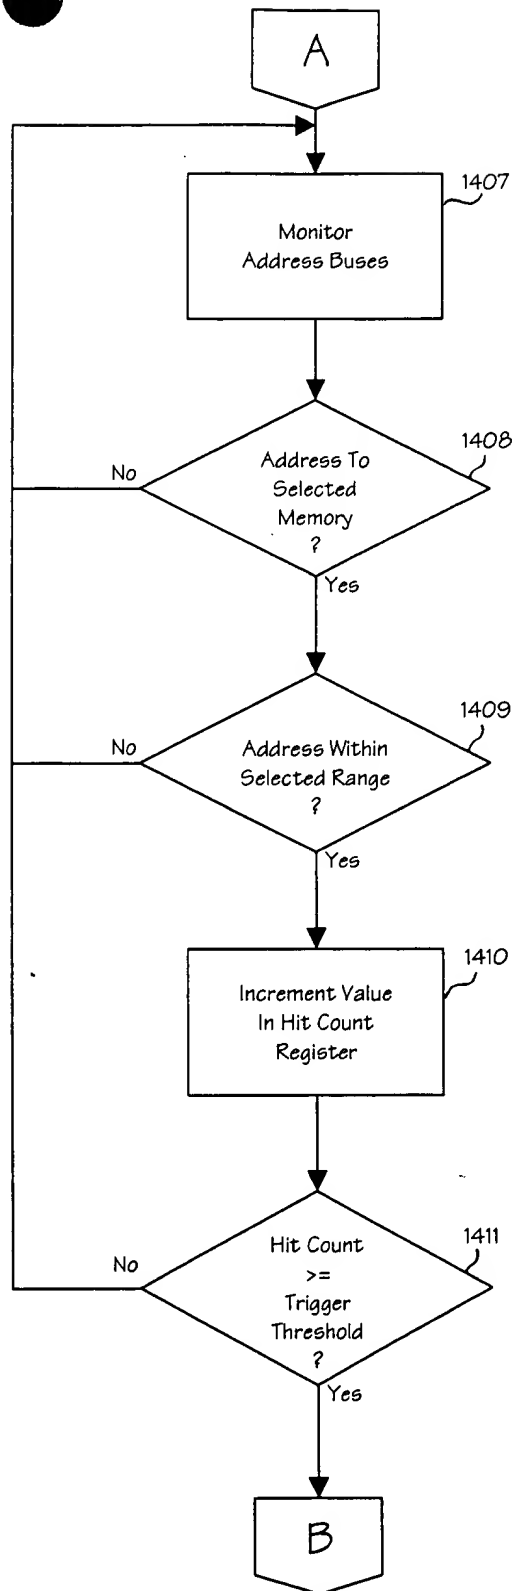 A
1407
Monitor
Address Buses
1408
Address To
Selected
Memory
?
No
Yes
1409
Address Within
Selected Range
?
No
Yes
1410
Increment Value
In Hit Count
Register
1411
Hit Count
>=
Trigger
Threshold
?
No
Yes
B